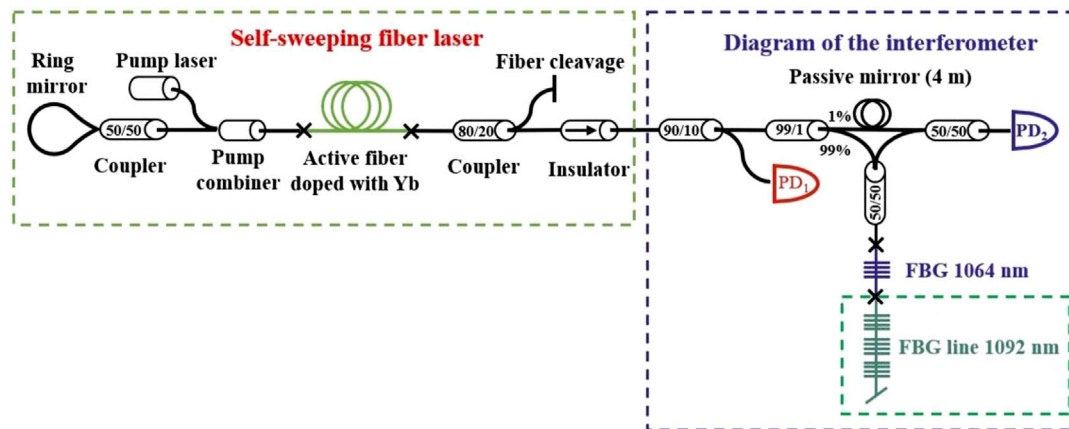 Self-sweeping fiber laser
Ring
mirror
Pump laser
Fiber cleavage
50/50
80/20
Coupler
Pump
combiner
Active fiber
doped with Yb
Coupler
Insulator
Diagram of the interferometer
Passive mirror (4 m)
90/10
99/1
1%
99%
50/50
PD2
PD1
50/50
FBG 1064 nm
FBG line 1092 nm